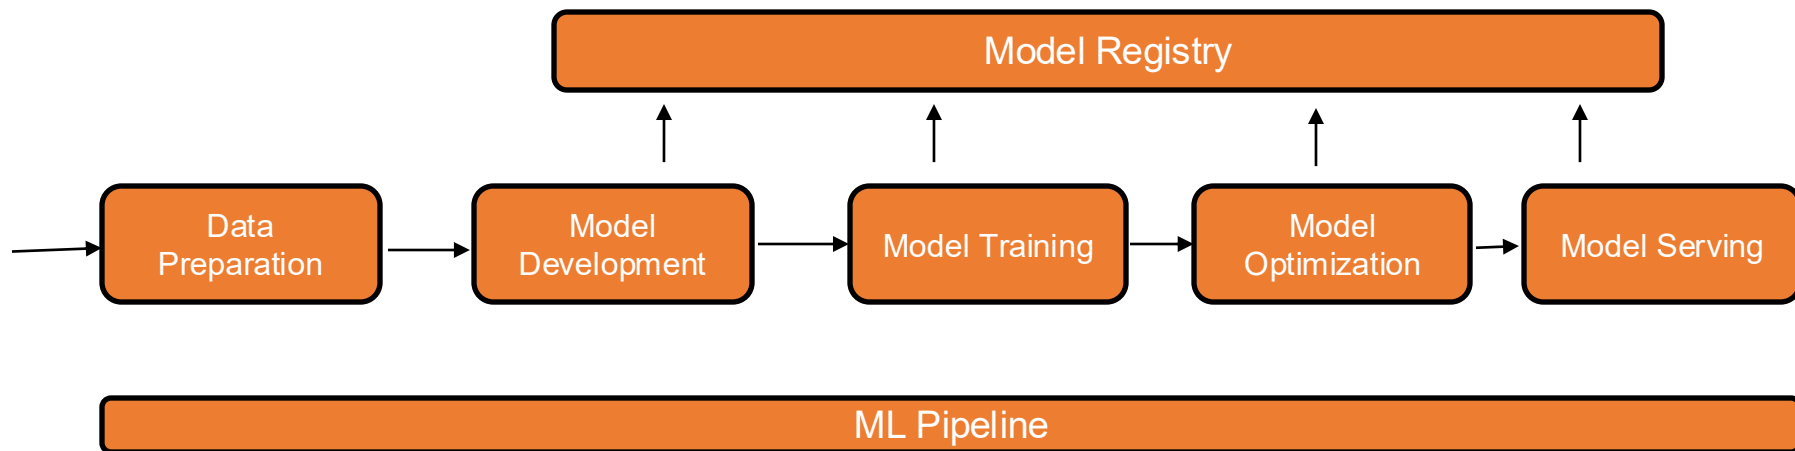 Model Registry
Data
Preparation
Model
Development
Model Training
Model
Optimization
Model Serving
ML Pipeline